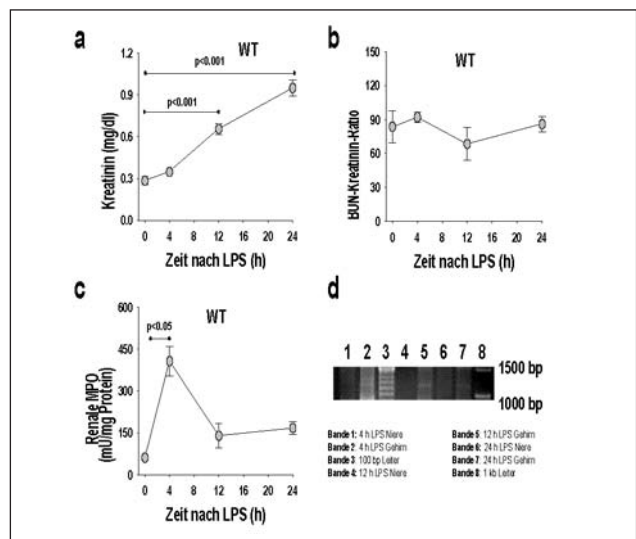 a
WT
Kreatinin (mg/dl)
1.2
0.9
0.6
0.3
0.0
p<0.001
p<0.001
0 4 8 12 16 20 24
Zeit nach LPS (h)
b
WT
BUN-Kreatinin-Ratio
150
120
90
60
30
0
0 4 8 12 16 20 24
Zeit nach LPS (h)
c
WT
Renale MPO
(mU/mg Protein)
600
450
300
150
0
p<0.05
0 4 8 12 16 20 24
Zeit nach LPS (h)
d
1 2 3 4 5 6 7 8
1500 bp
1000 bp
Bande 1: 4 h LPS Niere
Bande 2: 4 h LPS Gehirn
Bande 3: 100 bp Leiter
Bande 4: 12 h LPS Niere
Bande 5: 12 h LPS Gehirn
Bande 6: 24 h LPS Niere
Bande 7: 24 h LPS Gehirn
Bande 8: 1 kb Leiter